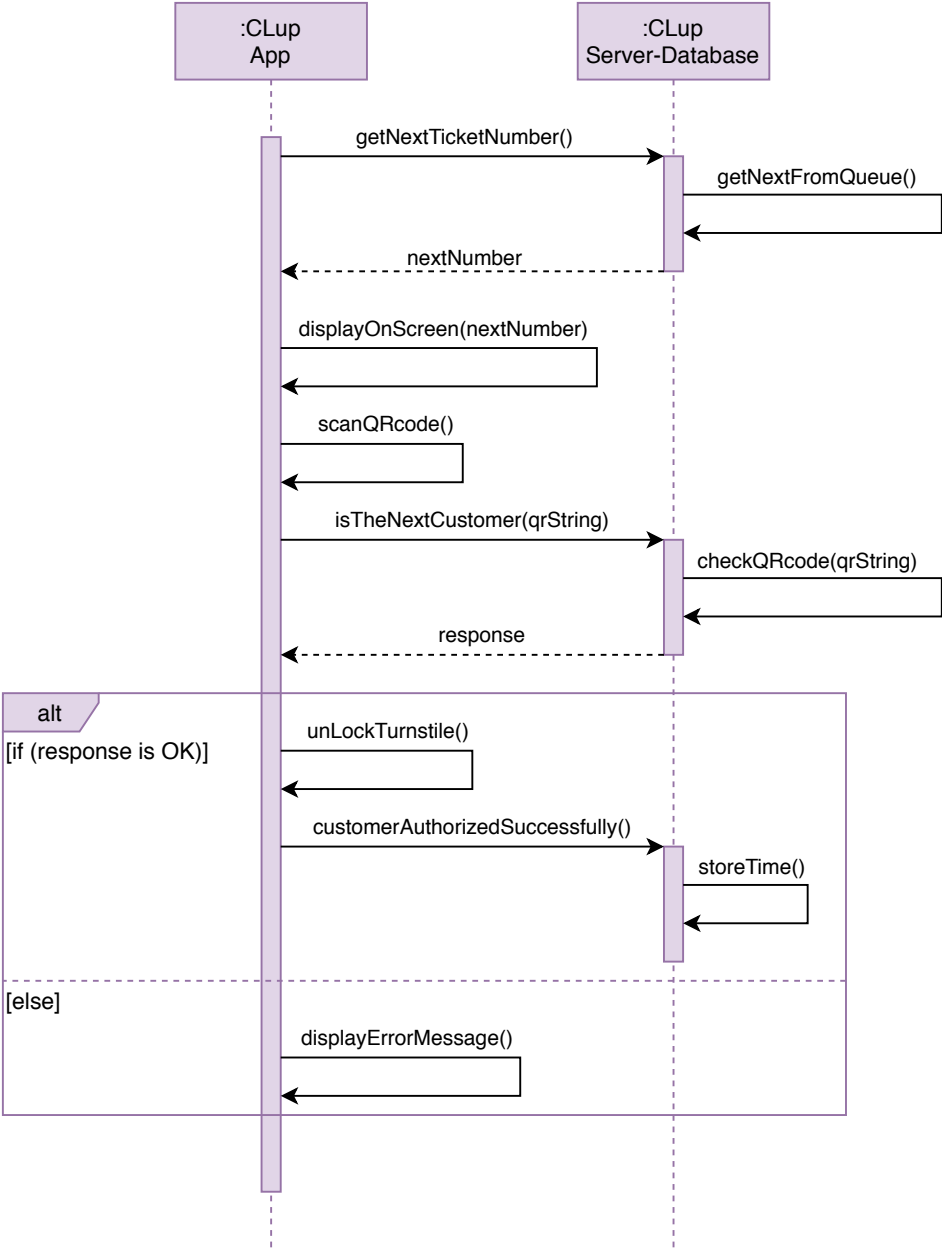 :CLup
App
:CLup
Server-Database
getNextTicketNumber()
getNextFromQueue()
nextNumber
displayOnScreen(nextNumber)
scanQRcode()
isTheNextCustomer(qrString)
checkQRcode(qrString)
response
alt
[if (response is OK)]
unLockTurnstile()
customerAuthorizedSuccessfully()
storeTime()
[else]
displayErrorMessage()